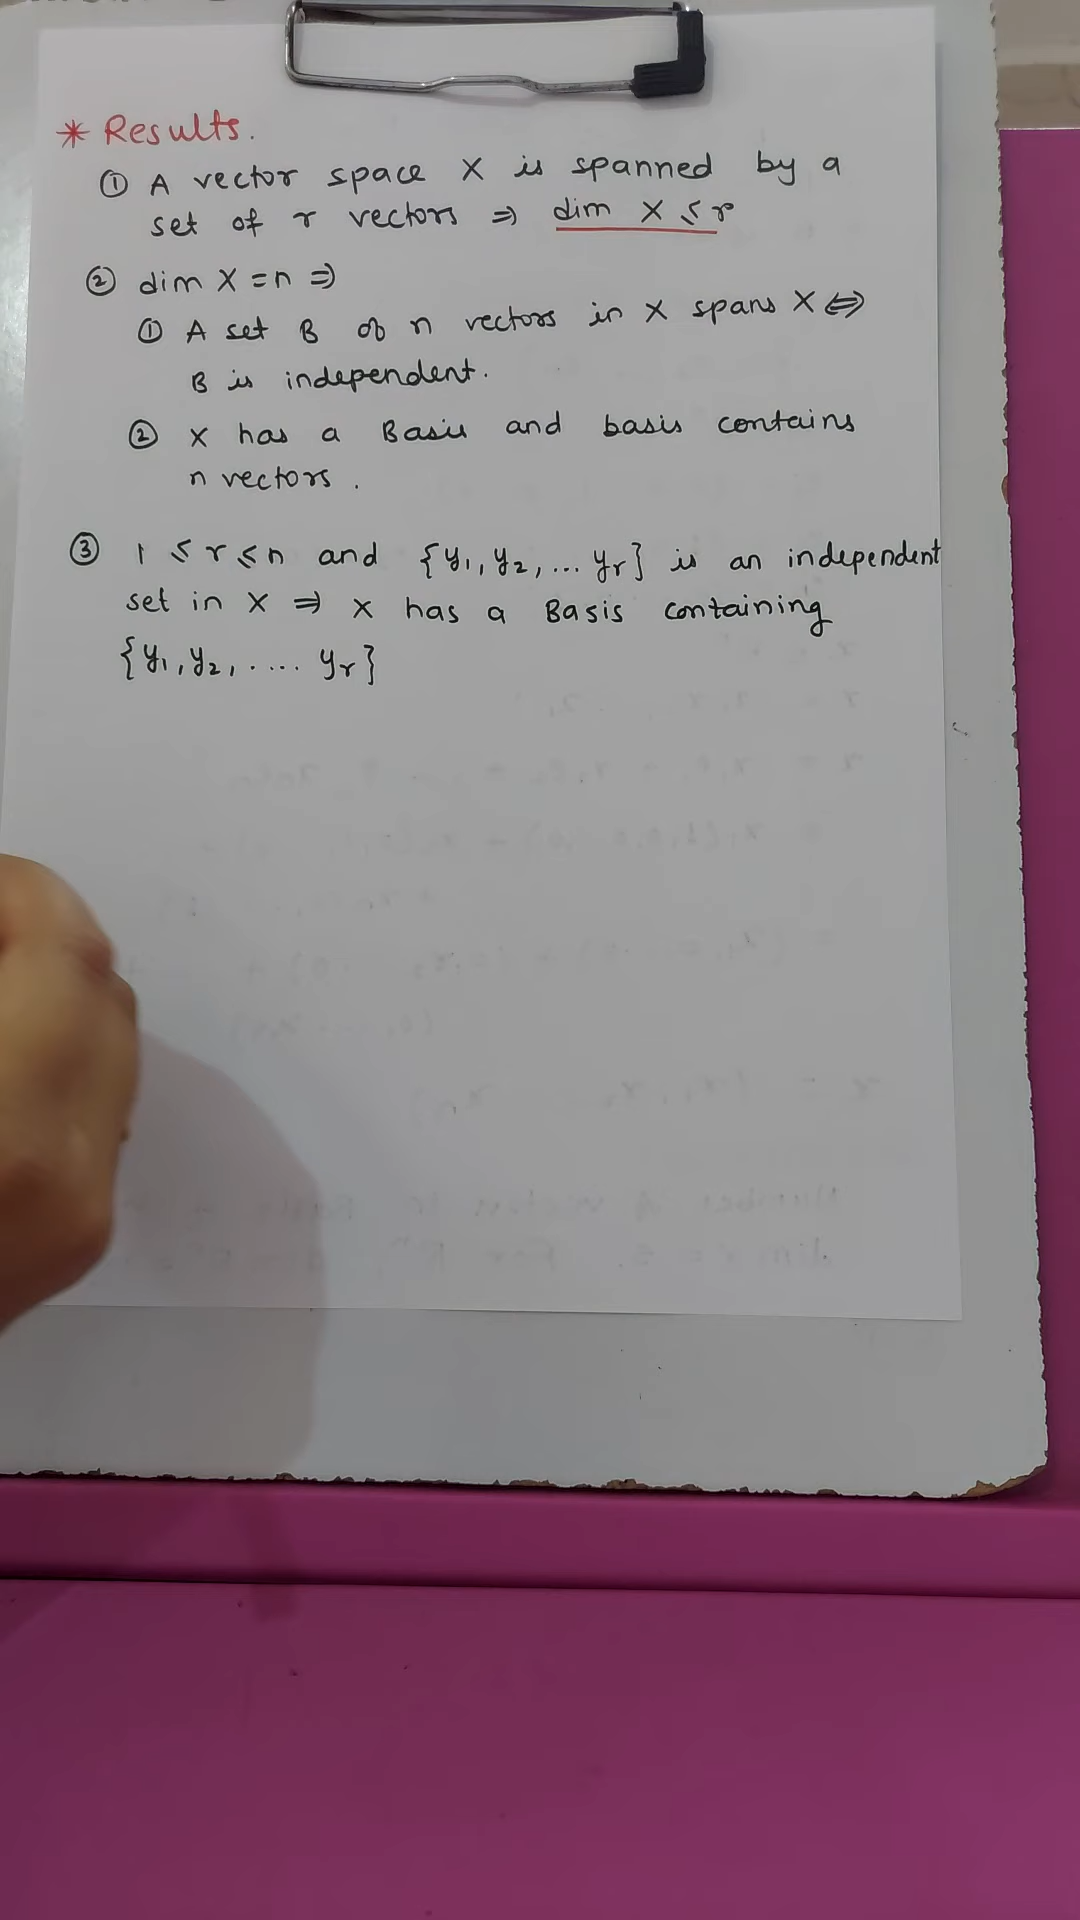 * Results.
① A vector space X is spanned by a
set of r vectors ⇒ dim X ≤ r
② dim X = n ⇒
① A set B of n vectors in X spans X ⇔
B is independent.
② X has a Basis and basis contains
n vectors.
③ 1 ≤ r ≤ n and {y₁, y₂, ... yᵣ} is an independent
set in X ⇒ X has a Basis containing
{y₁, y₂, .... yᵣ}